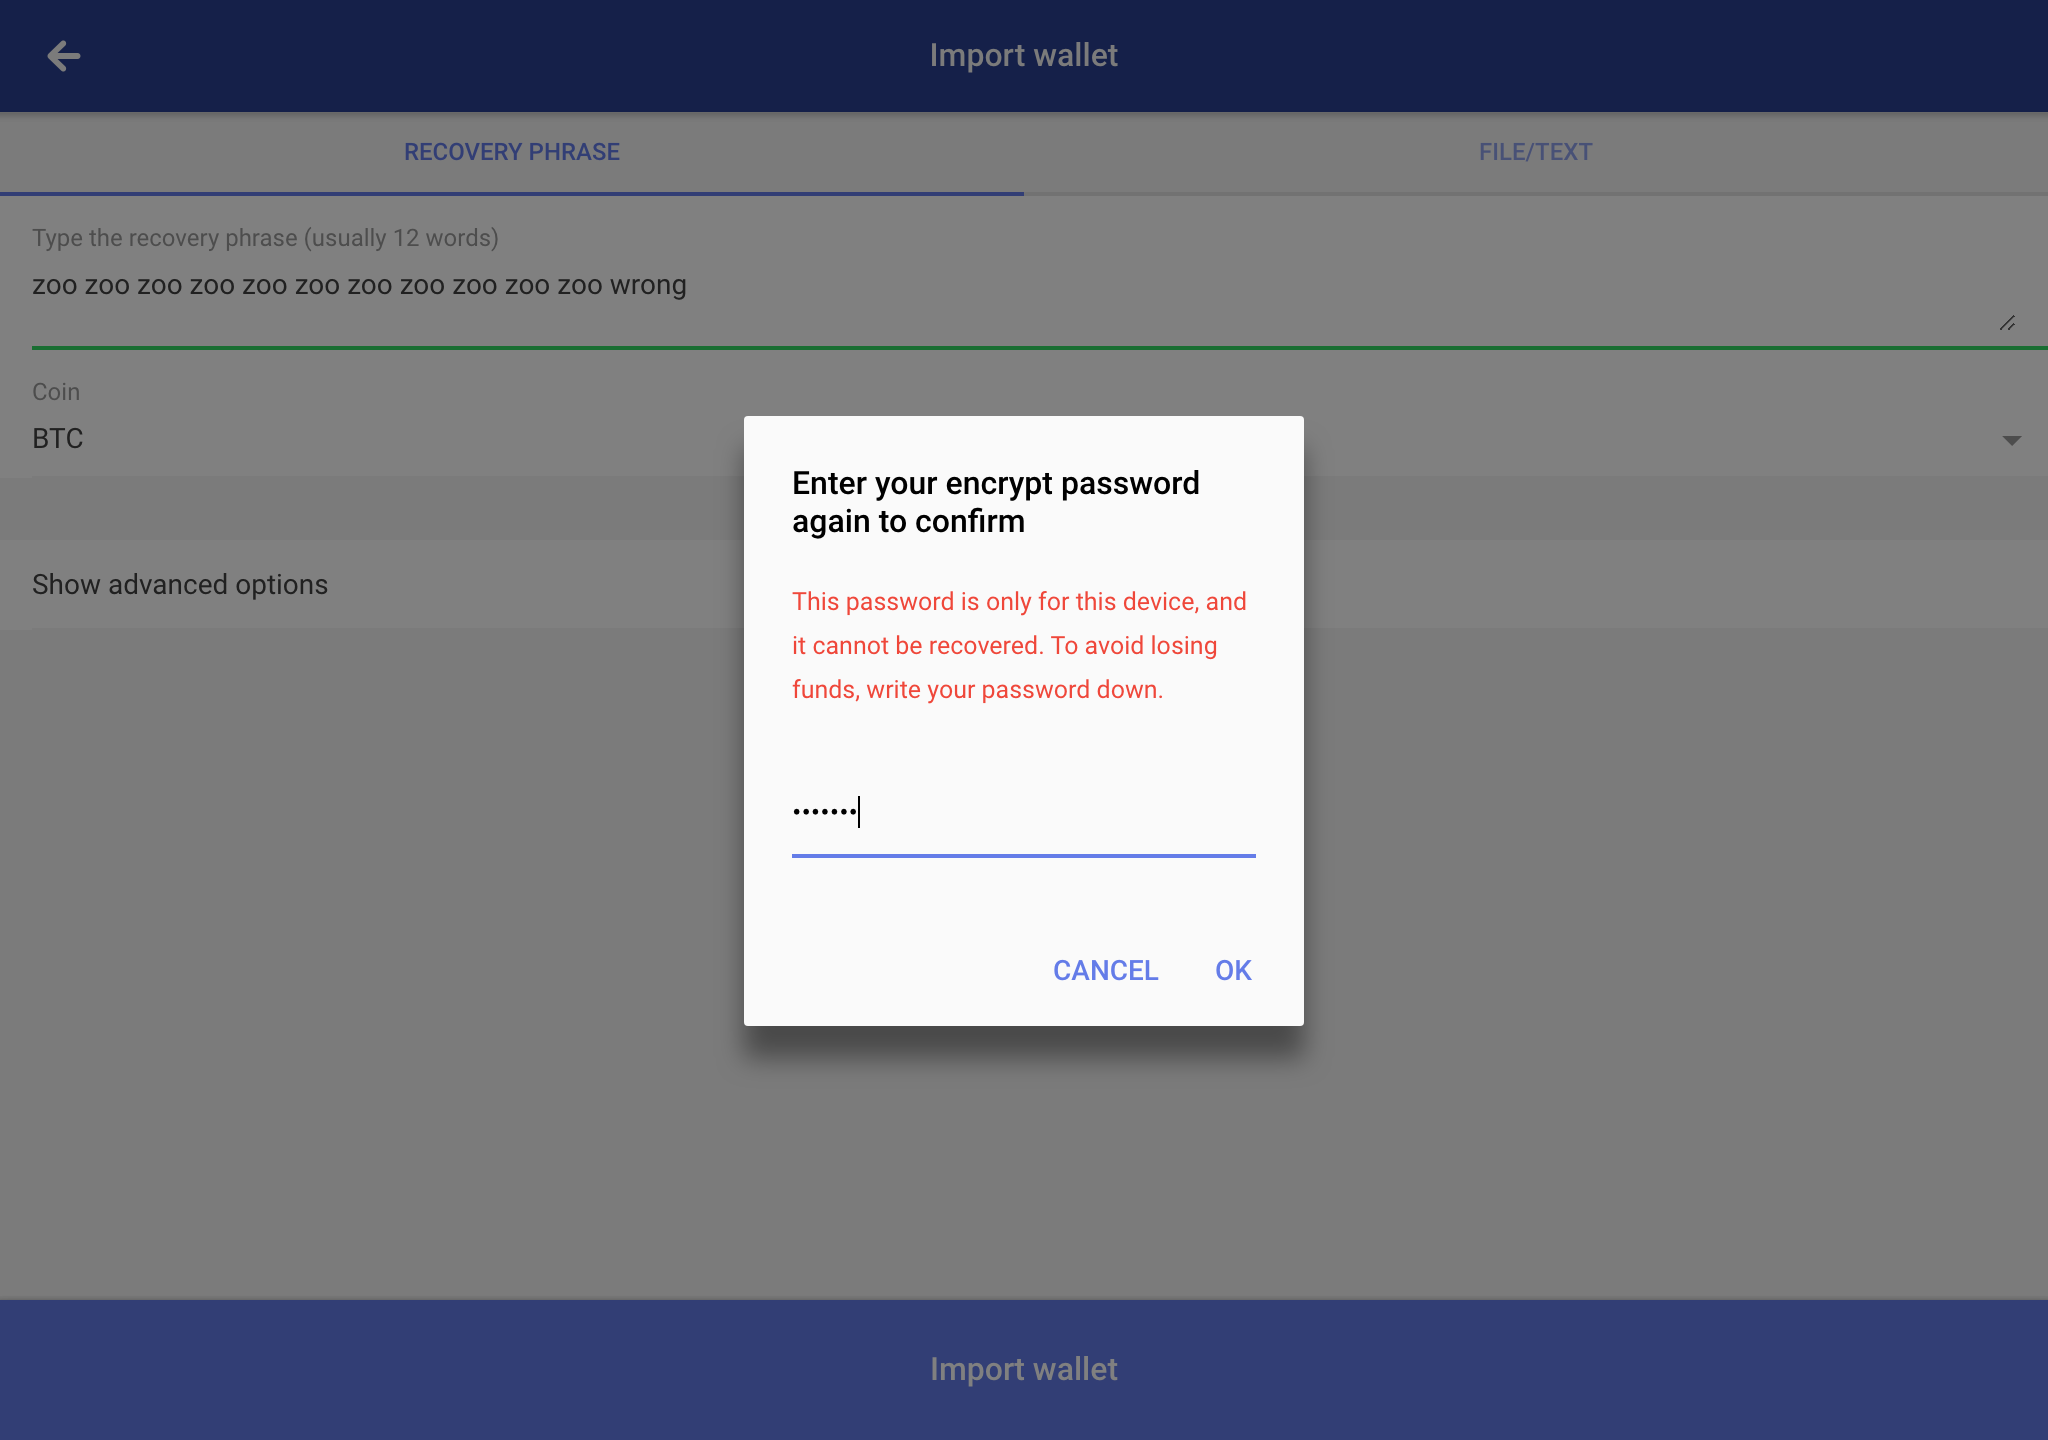 Import wallet
RECOVERY PHRASE
FILE/TEXT
Type the recovery phrase (usually 12 words)
zoo zoo zoo zoo zoo zoo zoo zoo zoo zoo zoo wrong
Coin
BTC
Show advanced options
Enter your encrypt password
again to confirm
This password is only for this device, and
it cannot be recovered. To avoid losing
funds, write your password down.
•••••••
CANCEL
OK
Import wallet